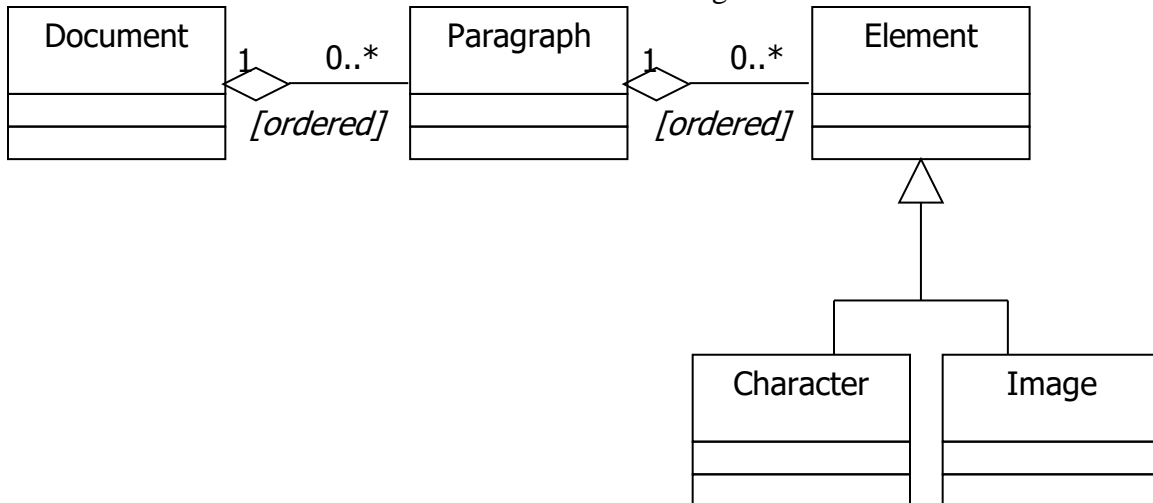 Document
1
0..*
[ordered]
Paragraph
1
0..*
[ordered]
Element
Character
Image